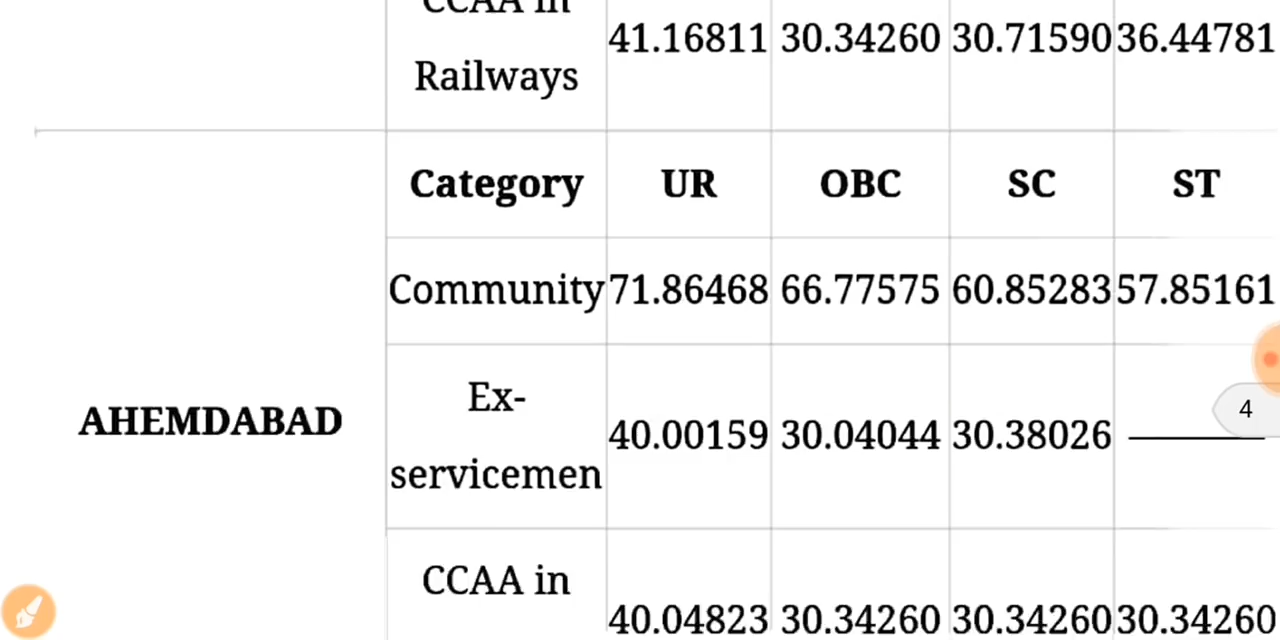 CCAA in
Railways
41.16811 30.34260 30.71590 36.44781
Category UR OBC SC ST
Community 71.86468 66.77575 60.85283 57.85161
AHEMDABAD
Ex-
servicemen
40.00159 30.04044 30.38026 ————
4
CCAA in
40.04823 30.34260 30.34260 30.34260